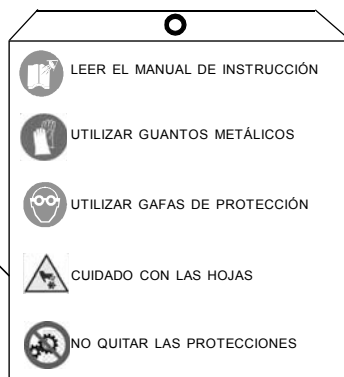 LEER EL MANUAL DE INSTRUCCIÓN
UTILIZAR GUANTOS METÁLICOS
UTILIZAR GAFAS DE PROTECCIÓN
CUIDADO CON LAS HOJAS
NO QUITAR LAS PROTECCIONES